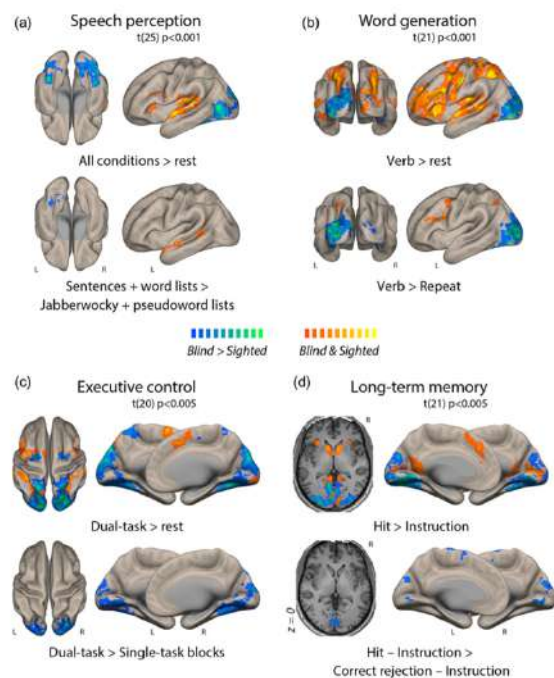 (a) Speech perception
t(25) p<0.001
All conditions > rest
L R L
Sentences + word lists >
Jabberwocky + pseudoword lists
(b) Word generation
t(21) p<0.001
Verb > rest
L R L
Verb > Repeat
Blind > Sighted
Blind & Sighted
(c) Executive control
t(20) p<0.005
Dual-task > rest
L R L R
Dual-task > Single-task blocks
(d) Long-term memory
t(21) p<0.005
R
Hit > Instruction
R
z = 0
L R
Hit – Instruction >
Correct rejection – Instruction